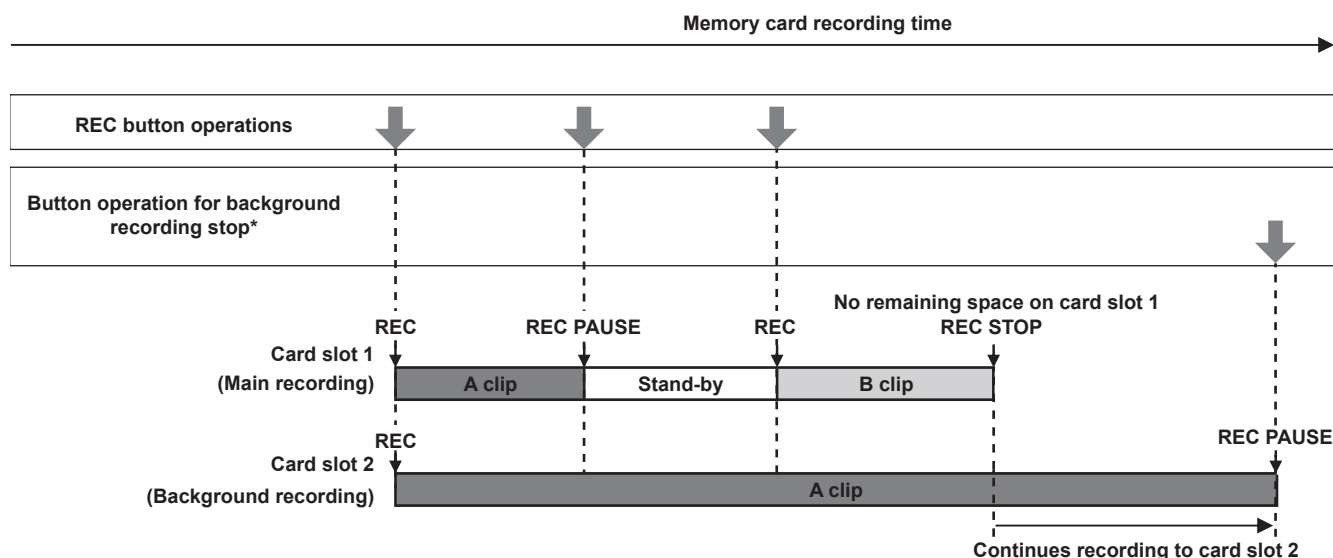 Memory card recording time
REC button operations
Button operation for background
recording stop*
No remaining space on card slot 1
REC
REC PAUSE
REC
REC STOP
Card slot 1
(Main recording)
A clip
Stand-by
B clip
REC
REC PAUSE
Card slot 2
(Background recording)
A clip
Continues recording to card slot 2